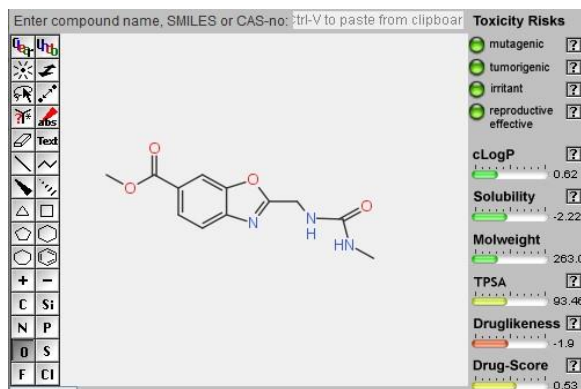 Enter compound name, SMILES or CAS-no: Ctrl-V to paste from clipboar
Toxicity Risks
mutagenic ?
tumorigenic ?
irritant ?
reproductive ?
effective
cLogP ?
0.62
Solubility ?
-2.22
Molweight
263.0
TPSA ?
93.46
Druglikeness ?
-1.9
Drug-Score ?
0.53
Clear Undo
abs
Text
+ −
C Si
N P
O S
F Cl
O
O
O
N
N
H
O
HN